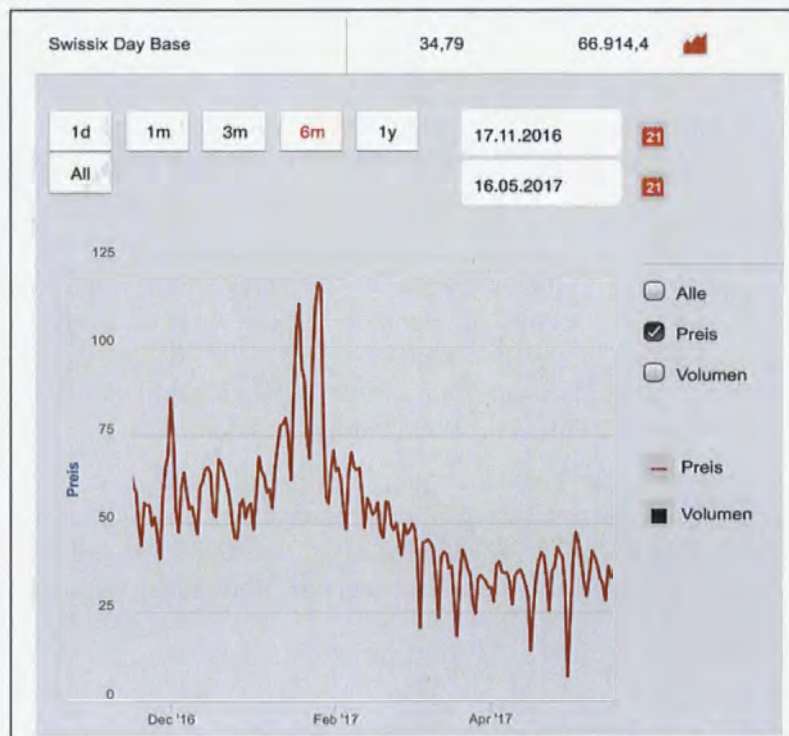 Swissix Day Base 34,79 66.914,4
1d 1m 3m 6m 1y 17.11.2016 21
All 16.05.2017 21
125
100
75
50
25
0
Preis
Dec '16 Feb '17 Apr '17
Alle
Preis
Volumen
Preis
Volumen